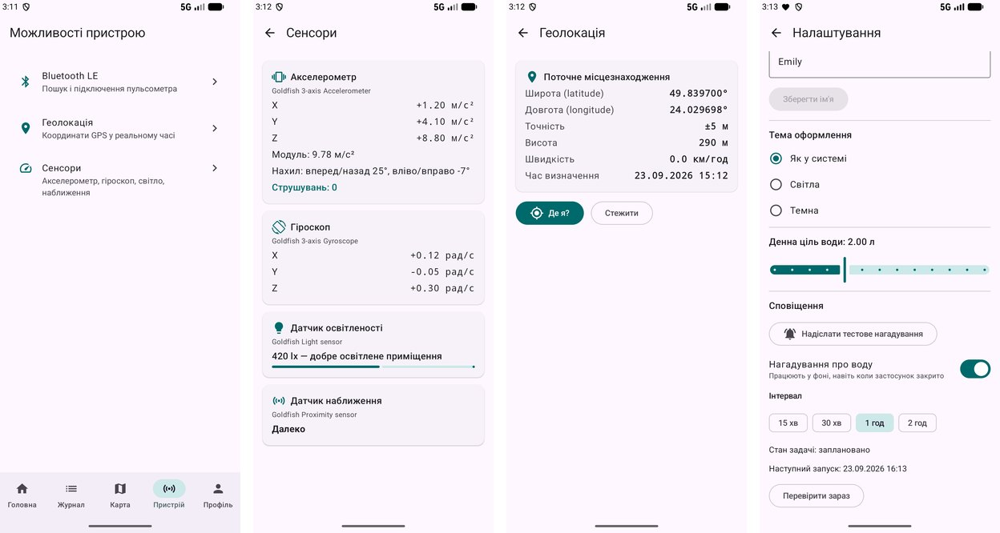 3:11
5G
Можливості пристрою
Bluetooth LE
Пошук і підключення пульсометра
Геолокація
Координати GPS у реальному часі
Сенсори
Акселерометр, гіроскоп, світло,
наближення
Головна
Журнал
Карта
Пристрій
Профіль
3:12
5G
Сенсори
Акселерометр
Goldfish 3-axis Accelerometer
X +1.20 м/с²
Y +4.10 м/с²
Z +8.80 м/с²
Модуль: 9.78 м/с²
Нахил: вперед/назад 25°, вліво/вправо -7°
Струшувань: 0
Гіроскоп
Goldfish 3-axis Gyroscope
X +0.12 рад/с
Y -0.05 рад/с
Z +0.30 рад/с
Датчик освітленості
Goldfish Light sensor
420 lx — добре освітлене приміщення
Датчик наближення
Goldfish Proximity sensor
Далеко
3:12
5G
Геолокація
Поточне місцезнаходження
Широта (latitude) 49.839700°
Довгота (longitude) 24.029698°
Точність ±5 м
Висота 290 м
Швидкість 0.0 км/год
Час визначення 23.09.2026 15:12
Де я?
Стежити
3:13
5G
Налаштування
Emily
Зберегти ім'я
Тема оформлення
Як у системі
Світла
Темна
Денна ціль води: 2.00 л
Сповіщення
Надіслати тестове нагадування
Нагадування про воду
Працюють у фоні, навіть коли застосунок закрито
Інтервал
15 хв
30 хв
1 год
2 год
Стан задачі: заплановано
Наступний запуск: 23.09.2026 16:13
Перевірити зараз